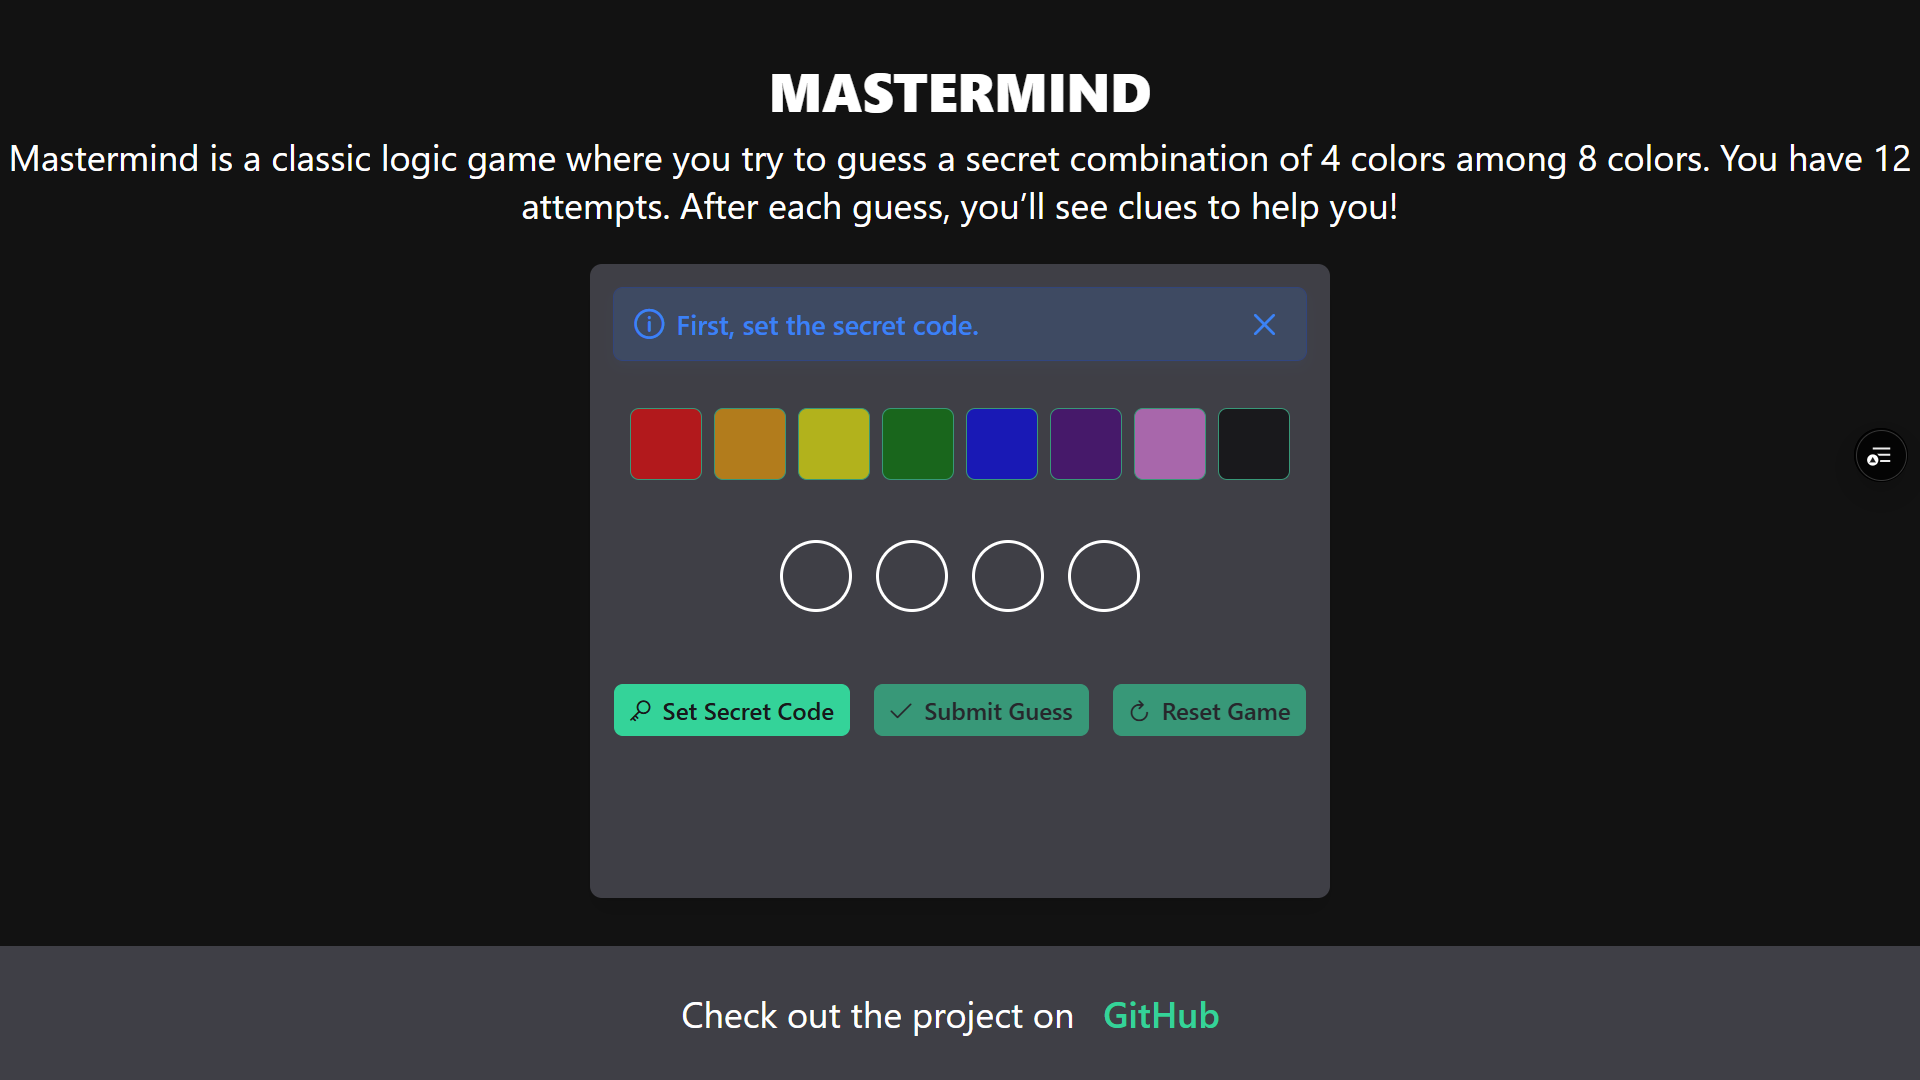 MASTERMIND
Mastermind is a classic logic game where you try to guess a secret combination of 4 colors among 8 colors. You have 12
attempts. After each guess, you’ll see clues to help you!
First, set the secret code.
Set Secret Code Submit Guess Reset Game
Check out the project on GitHub